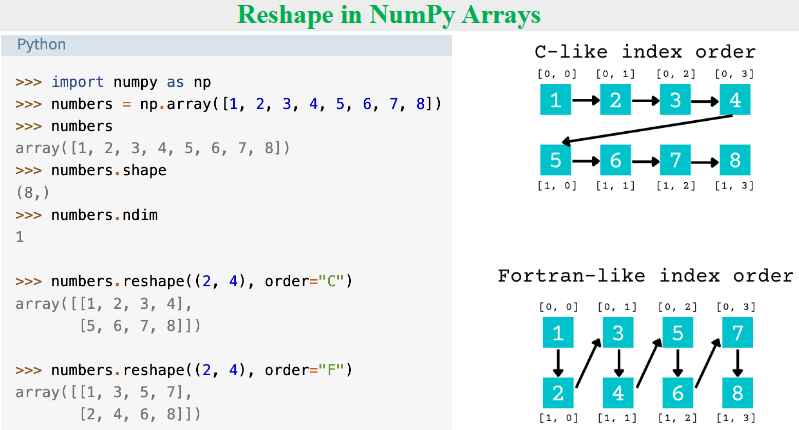 Reshape in NumPy Arrays
Python
>>> import numpy as np
>>> numbers = np.array([1, 2, 3, 4, 5, 6, 7, 8])
>>> numbers
array([1, 2, 3, 4, 5, 6, 7, 8])
>>> numbers.shape
(8,)
>>> numbers.ndim
1
>>> numbers.reshape((2, 4), order="C")
array([[1, 2, 3, 4],
       [5, 6, 7, 8]])
>>> numbers.reshape((2, 4), order="F")
array([[1, 3, 5, 7],
       [2, 4, 6, 8]])
C-like index order
[0, 0] [0, 1] [0, 2] [0, 3]
1 2 3 4
5 6 7 8
[1, 0] [1, 1] [1, 2] [1, 3]
Fortran-like index order
[0, 0] [0, 1] [0, 2] [0, 3]
1 3 5 7
2 4 6 8
[1, 0] [1, 1] [1, 2] [1, 3]